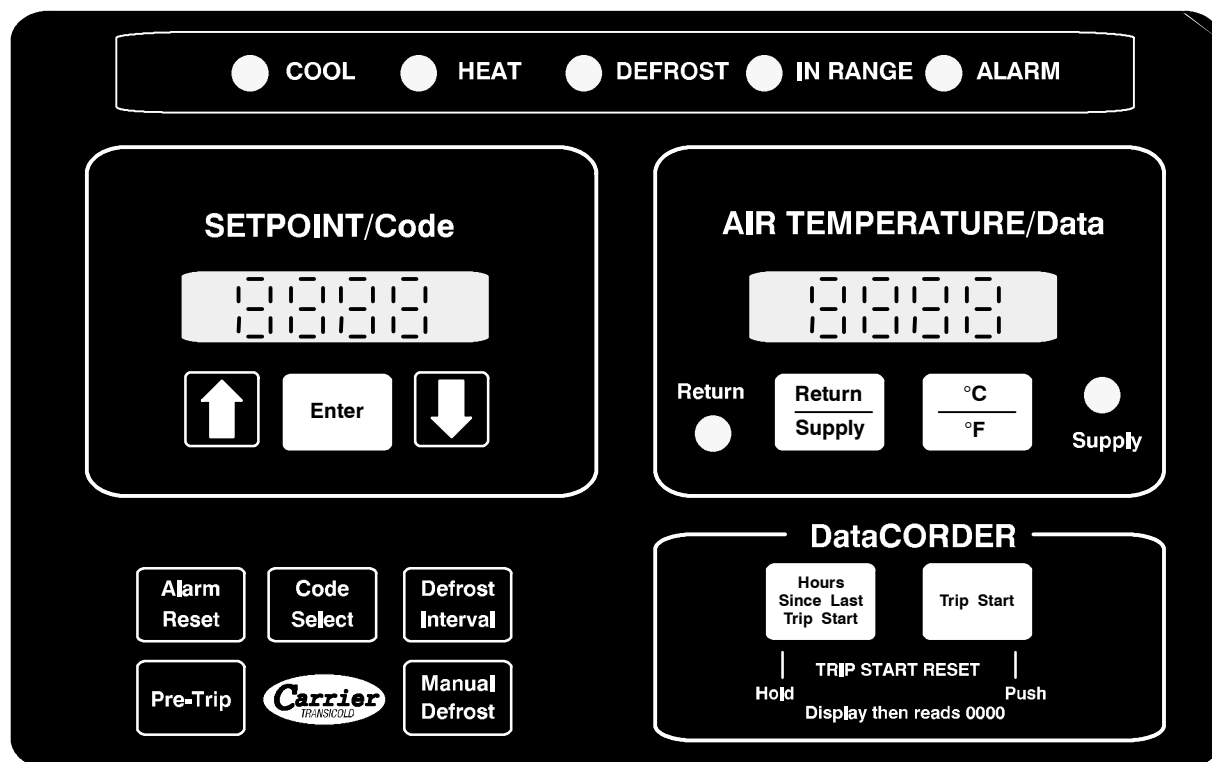 COOL HEAT DEFROST IN RANGE ALARM
SETPOINT/Code
8888
Enter
AIR TEMPERATURE/Data
8888
Return
Return
Supply
°C
°F
Supply
Alarm
Reset
Code
Select
Defrost
Interval
Pre-Trip
Carrier
TRANSICOLD
Manual
Defrost
DataCORDER
Hours
Since Last
Trip Start
Trip Start
TRIP START RESET
Hold
Push
Display then reads 0000